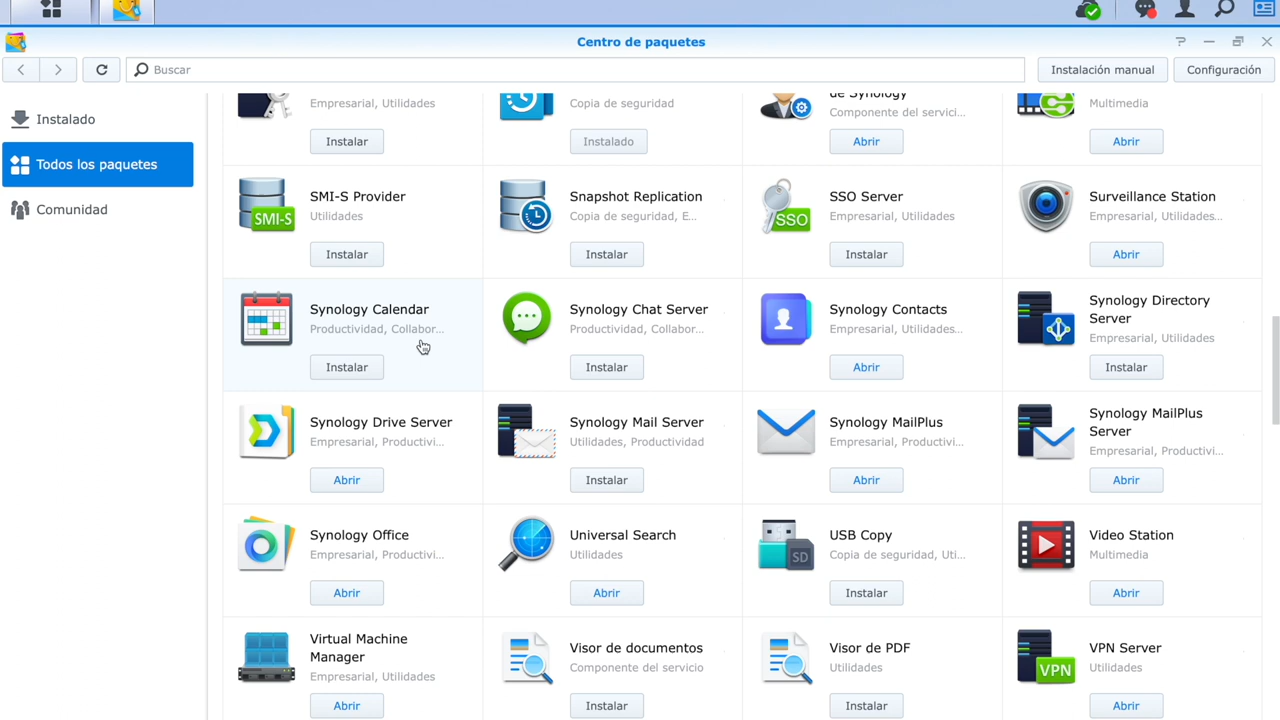 Centro de paquetes
Buscar
Instalación manual
Configuración
Instalado
Todos los paquetes
Comunidad
Empresarial, Utilidades
Instalar
Copia de seguridad
Instalado
de Synology
Componente del servici...
Abrir
Multimedia
Abrir
SMI-S
SMI-S Provider
Utilidades
Instalar
Snapshot Replication
Copia de seguridad, E...
Instalar
SSO
SSO Server
Empresarial, Utilidades
Instalar
Surveillance Station
Empresarial, Utilidades...
Abrir
Synology Calendar
Productividad, Collabor...
Instalar
Synology Chat Server
Productividad, Collabor...
Instalar
Synology Contacts
Empresarial, Utilidades...
Abrir
Synology Directory
Server
Empresarial, Utilidades
Instalar
Synology Drive Server
Empresarial, Productivi...
Abrir
Synology Mail Server
Utilidades, Productividad
Instalar
Synology MailPlus
Empresarial, Productivi...
Abrir
Synology MailPlus
Server
Empresarial, Productivi...
Abrir
Synology Office
Empresarial, Productivi...
Abrir
Universal Search
Utilidades
Abrir
SD
USB Copy
Copia de seguridad, Uti...
Instalar
Video Station
Multimedia
Abrir
Virtual Machine
Manager
Empresarial, Utilidades
Abrir
Visor de documentos
Componente del servicio
Instalar
Visor de PDF
Utilidades
Instalar
VPN
VPN Server
Utilidades
Abrir